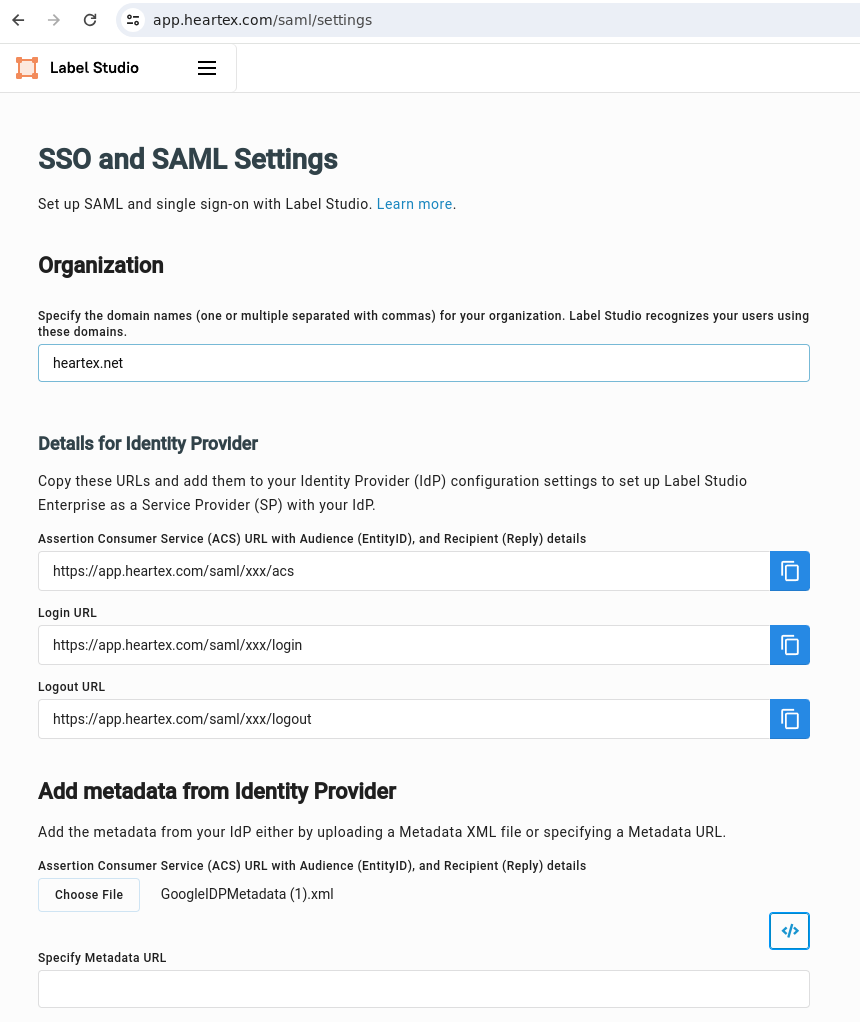 app.heartex.com/saml/settings
Label Studio
SSO and SAML Settings
Set up SAML and single sign-on with Label Studio. Learn more.
Organization
Specify the domain names (one or multiple separated with commas) for your organization. Label Studio recognizes your users using
these domains.
heartex.net
Details for Identity Provider
Copy these URLs and add them to your Identity Provider (IdP) configuration settings to set up Label Studio
Enterprise as a Service Provider (SP) with your IdP.
Assertion Consumer Service (ACS) URL with Audience (EntityID), and Recipient (Reply) details
https://app.heartex.com/saml/xxx/acs
Login URL
https://app.heartex.com/saml/xxx/login
Logout URL
https://app.heartex.com/saml/xxx/logout
Add metadata from Identity Provider
Add the metadata from your IdP either by uploading a Metadata XML file or specifying a Metadata URL.
Assertion Consumer Service (ACS) URL with Audience (EntityID), and Recipient (Reply) details
Choose File GoogleIDPMetadata (1).xml
</>
Specify Metadata URL